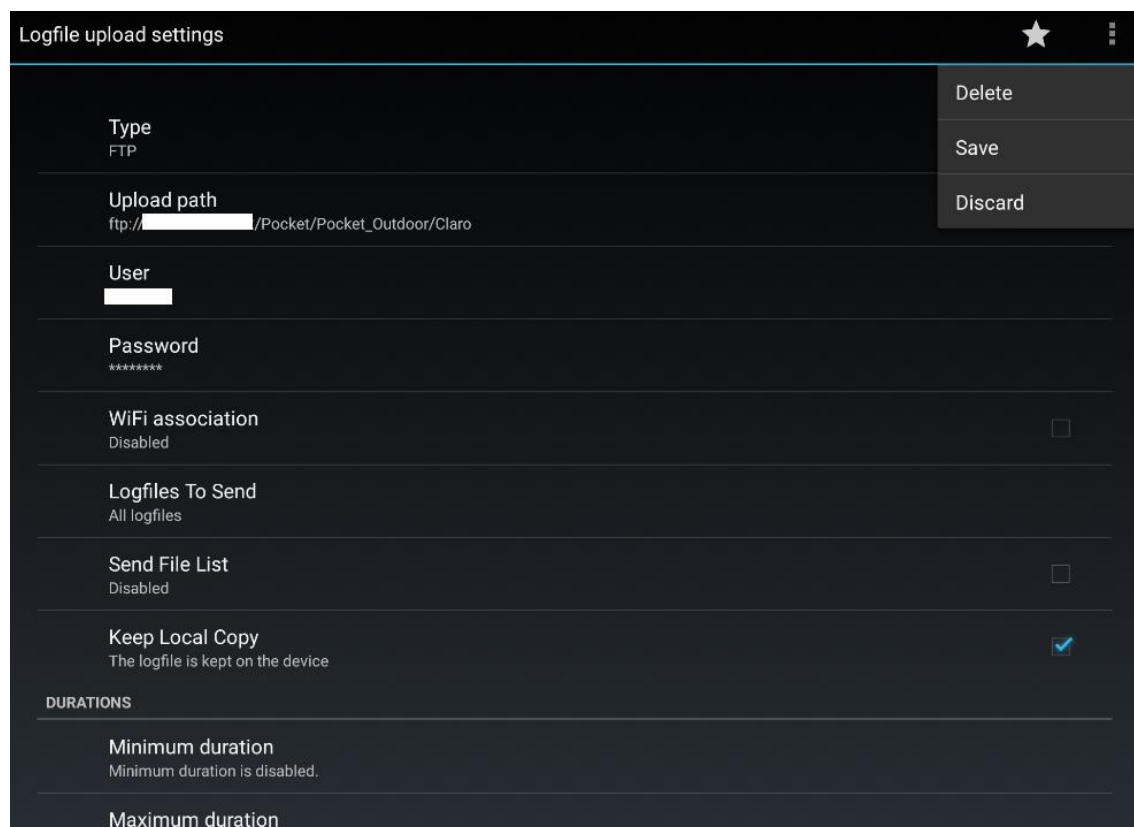 Logfile upload settings
Delete
Save
Discard
Type
FTP
Upload path
ftp:// /Pocket/Pocket_Outdoor/Claro
User
Password
********
WiFi association
Disabled
Logfiles To Send
All logfiles
Send File List
Disabled
Keep Local Copy
The logfile is kept on the device
DURATIONS
Minimum duration
Minimum duration is disabled.
Maximum duration